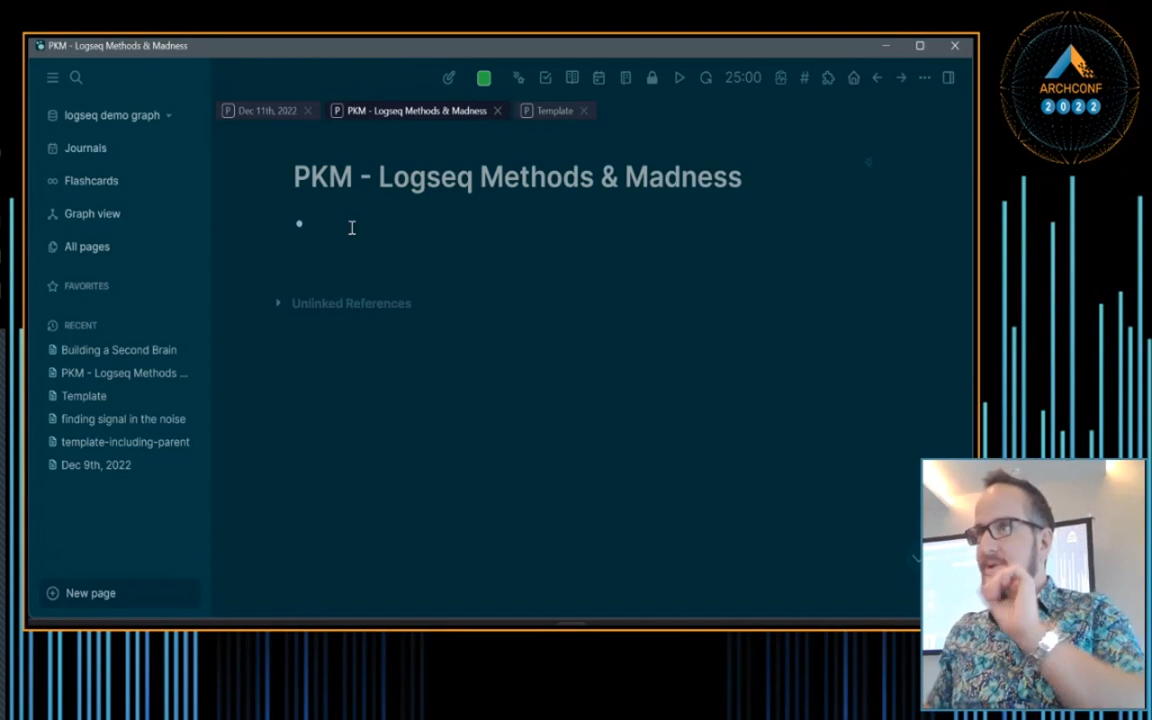 PKM - Logseq Methods & Madness
25:00
logseq demo graph
Journals
Flashcards
Graph view
All pages
FAVORITES
RECENT
Building a Second Brain
PKM - Logseq Methods ...
Template
finding signal in the noise
template-including-parent
Dec 9th, 2022
New page
P Dec 11th, 2022
P PKM - Logseq Methods & Madness
P Template
PKM - Logseq Methods & Madness
Unlinked References
ARCHCONF
2022